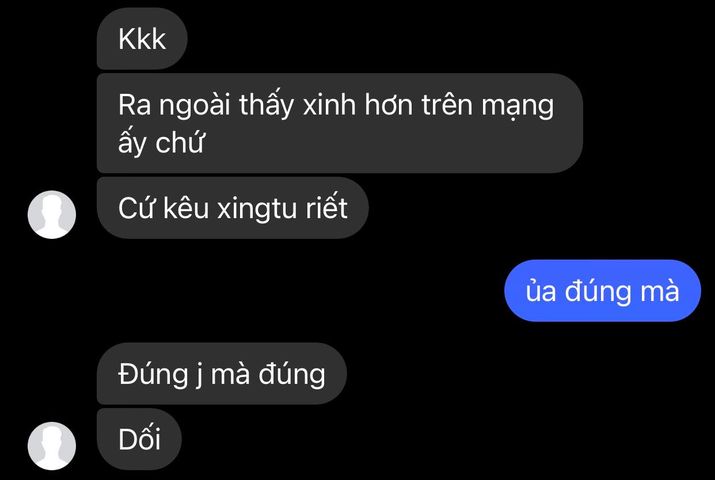 Kkk
Ra ngoài thấy xinh hơn trên mạng
ấy chứ
Cứ kêu xingtu riết
ủa đúng mà
Đúng j mà đúng
Dối